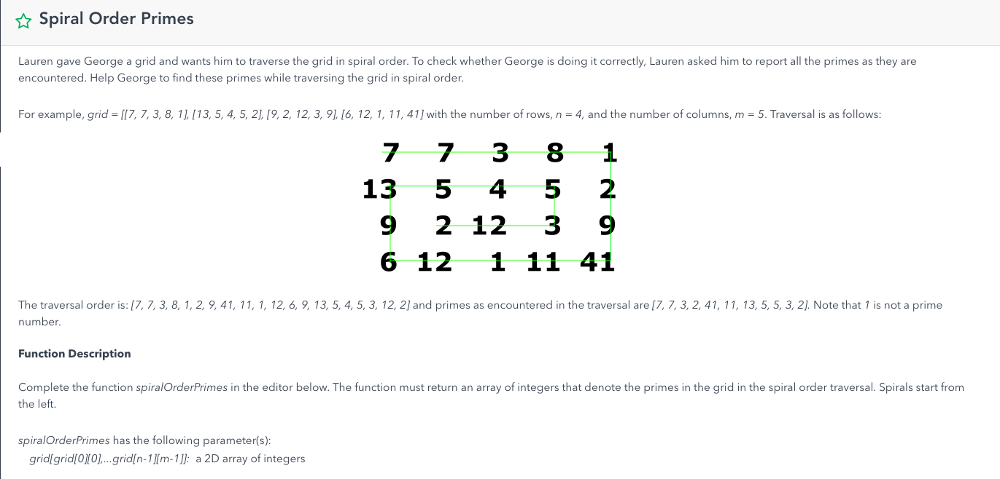 Spiral Order Primes
Lauren gave George a grid and wants him to traverse the grid in spiral order. To check whether George is doing it correctly, Lauren asked him to report all the primes as they are
encountered. Help George to find these primes while traversing the grid in spiral order.
For example, grid = [[7, 7, 3, 8, 1], [13, 5, 4, 5, 2], [9, 2, 12, 3, 9], [6, 12, 1, 11, 41] with the number of rows, n = 4, and the number of columns, m = 5. Traversal is as follows:
7 7 3 8 1
13 5 4 5 2
9 2 12 3 9
6 12 1 11 41
The traversal order is: [7, 7, 3, 8, 1, 2, 9, 41, 11, 1, 12, 6, 9, 13, 5, 4, 5, 3, 12, 2] and primes as encountered in the traversal are [7, 7, 3, 2, 41, 11, 13, 5, 5, 3, 2]. Note that 1 is not a prime
number.
Function Description
Complete the function spiralOrderPrimes in the editor below. The function must return an array of integers that denote the primes in the grid in the spiral order traversal. Spirals start from
the left.
spiralOrderPrimes has the following parameter(s):
grid[grid[0][0],...grid[n-1][m-1]]: a 2D array of integers